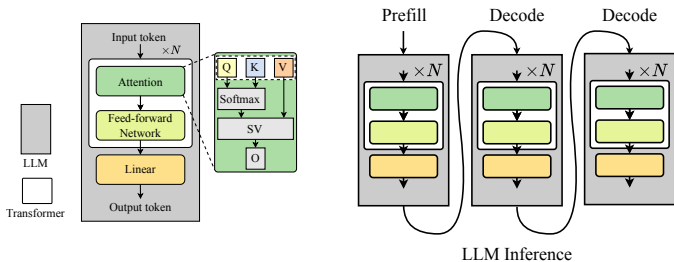 Input token
×N
Attention
Feed-forward
Network
Linear
Output token
LLM
Transformer
Q K V
Softmax
SV
O
Prefill Decode Decode
×N ×N ×N
LLM Inference